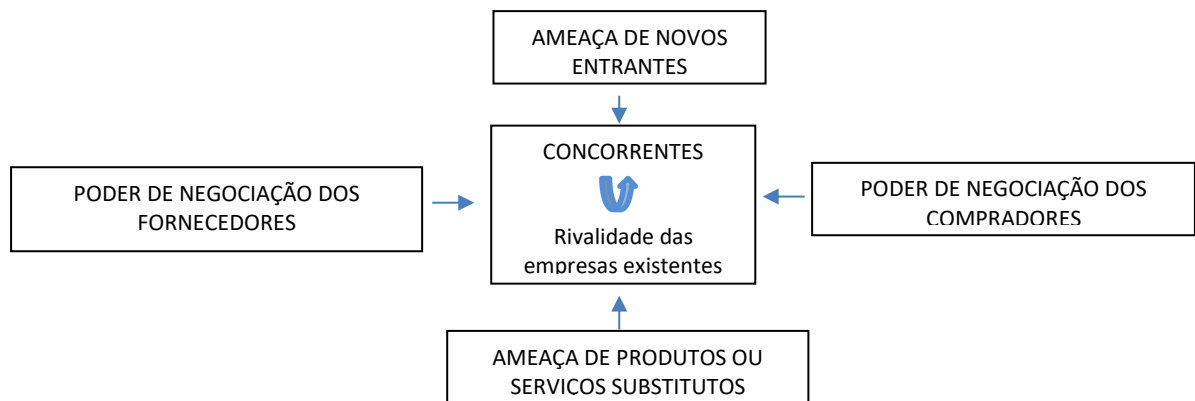 AMEAÇA DE NOVOS
ENTRANTES
CONCORRENTES
Rivalidade das
empresas existentes
PODER DE NEGOCIAÇÃO DOS
FORNECEDORES
PODER DE NEGOCIAÇÃO DOS
COMPRADORES
AMEAÇA DE PRODUTOS OU
SERVIÇOS SUBSTITUTOS